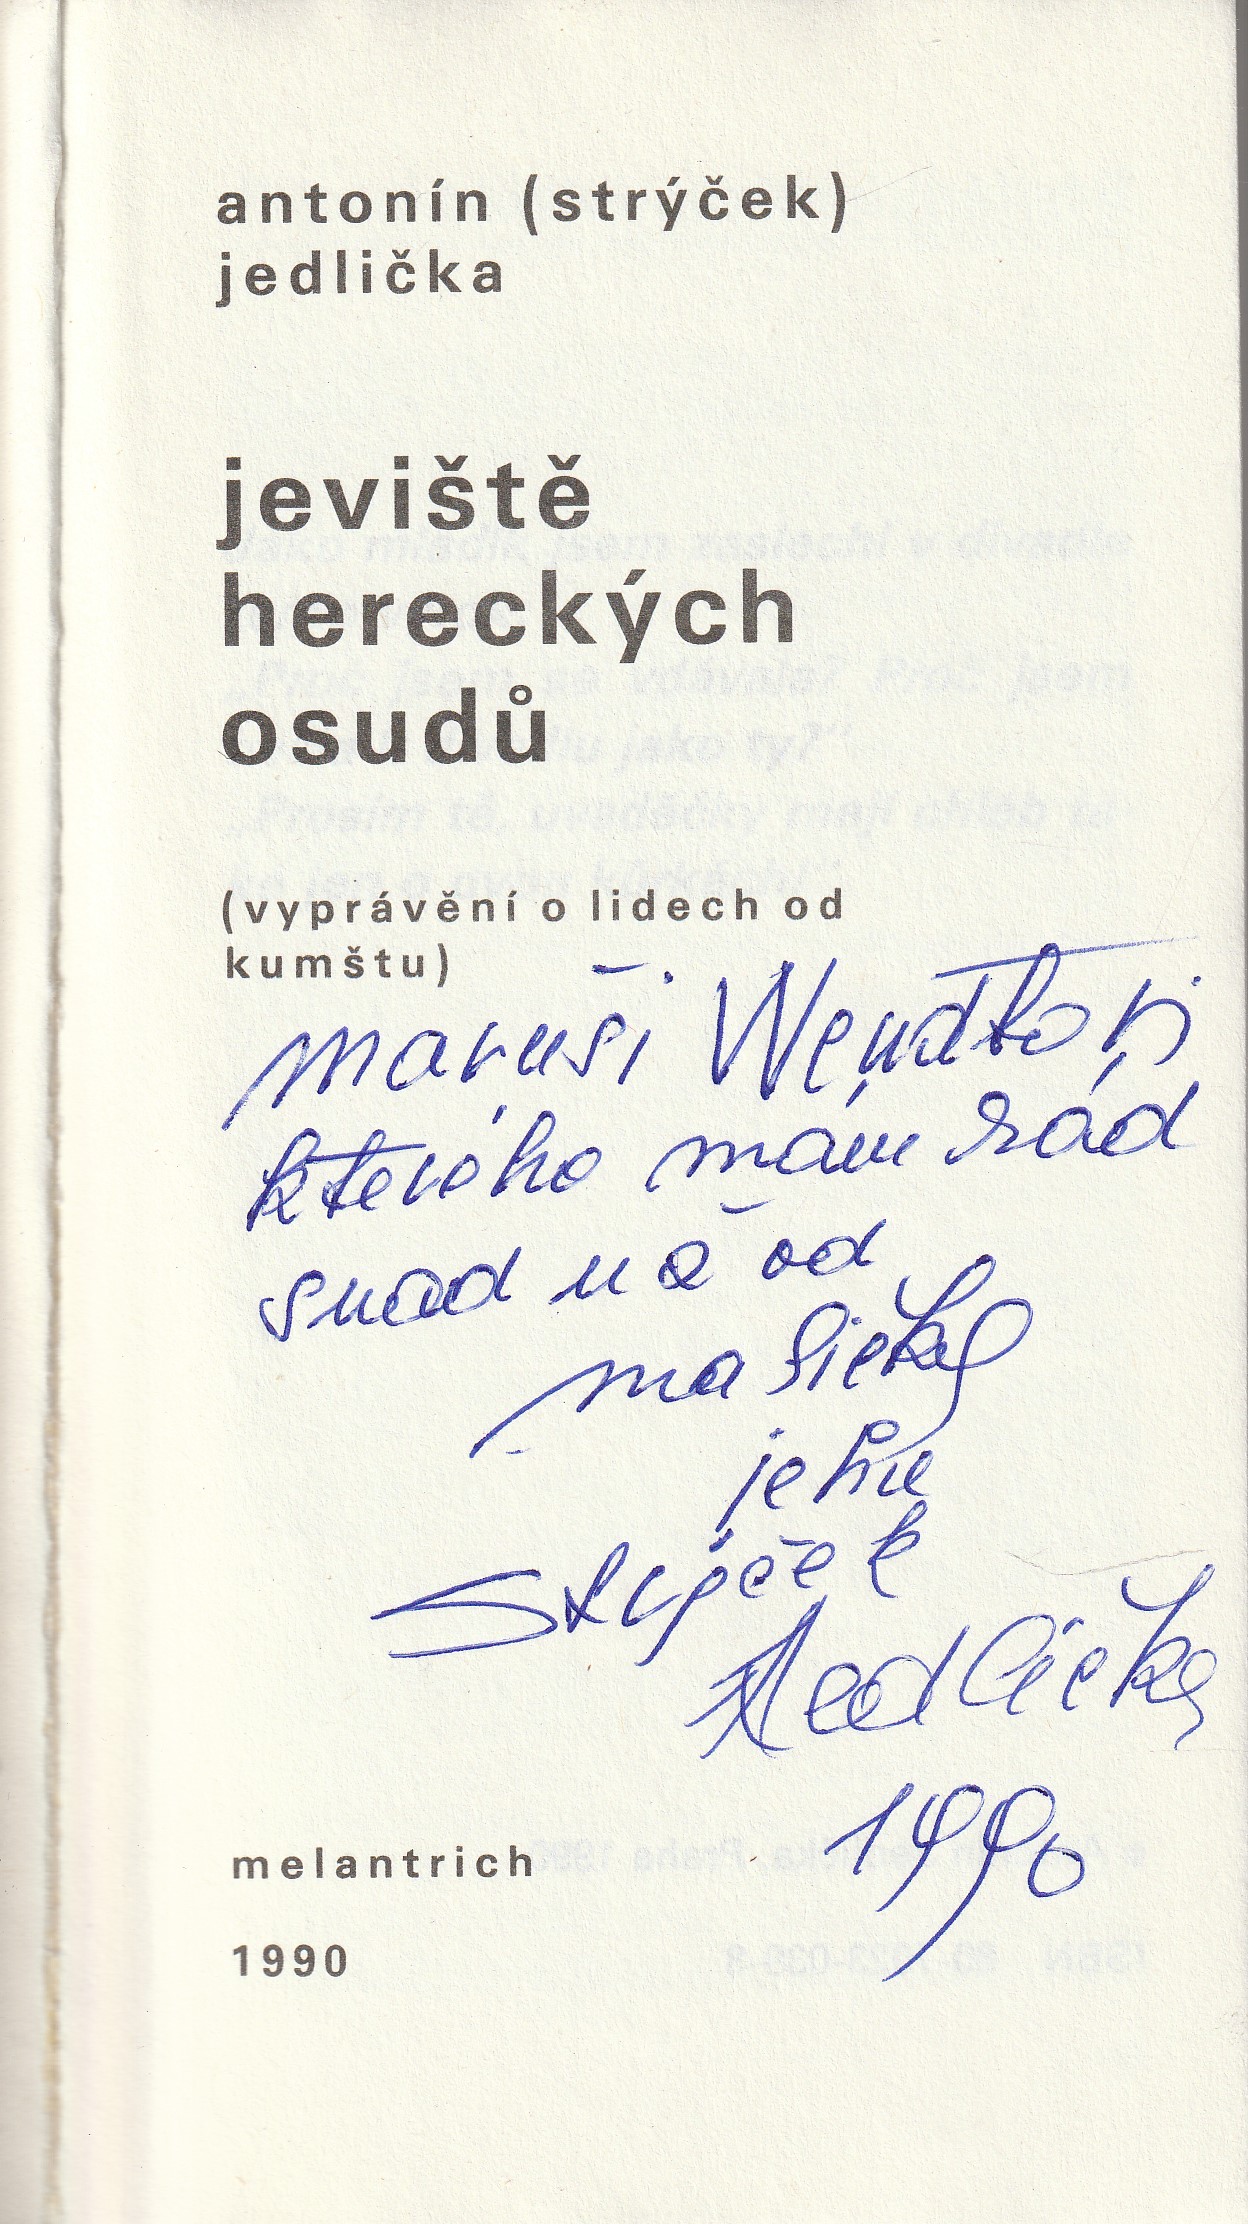 antonín (strýček)
jedlička
jeviště
hereckých
osudů
(vyprávění o lidech od
kumštu)
maruši Wendtovi
kterého mám rád
snad už od
malička
jeho
Strýček
Jedlička
1990
melantrich
1990